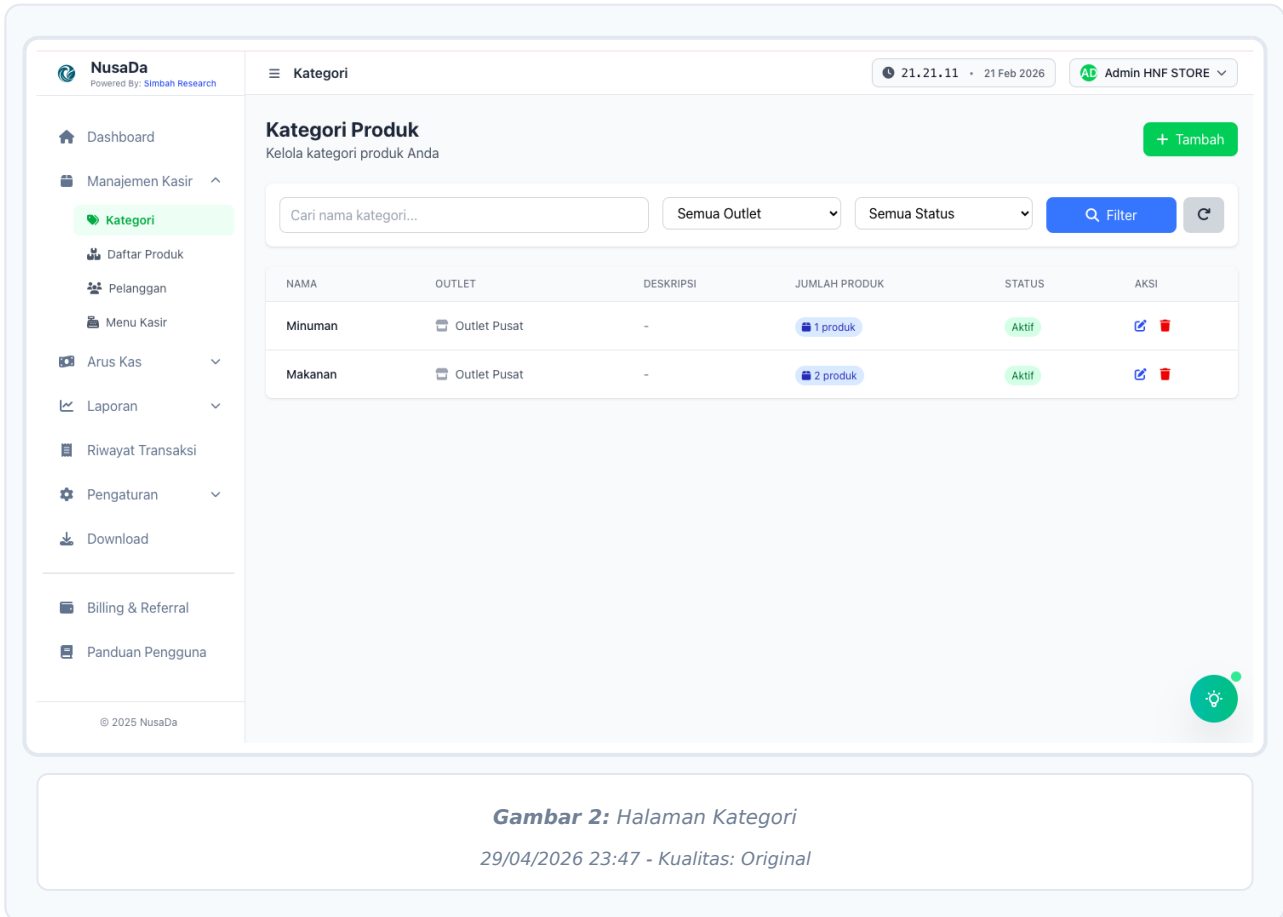 NusaDa
Powered By: Simbah Research
Kategori
21.21.11 • 21 Feb 2026
AD Admin HNF STORE
Dashboard
Manajemen Kasir
Kategori
Daftar Produk
Pelanggan
Menu Kasir
Arus Kas
Laporan
Riwayat Transaksi
Pengaturan
Download
Billing & Referral
Panduan Pengguna
© 2025 NusaDa
Kategori Produk
Kelola kategori produk Anda
+ Tambah
Cari nama kategori... Semua Outlet Semua Status Filter
NAMA OUTLET DESKRIPSI JUMLAH PRODUK STATUS AKSI
Minuman Outlet Pusat - 1 produk Aktif
Makanan Outlet Pusat - 2 produk Aktif
Gambar 2: Halaman Kategori
29/04/2026 23:47 - Kualitas: Original